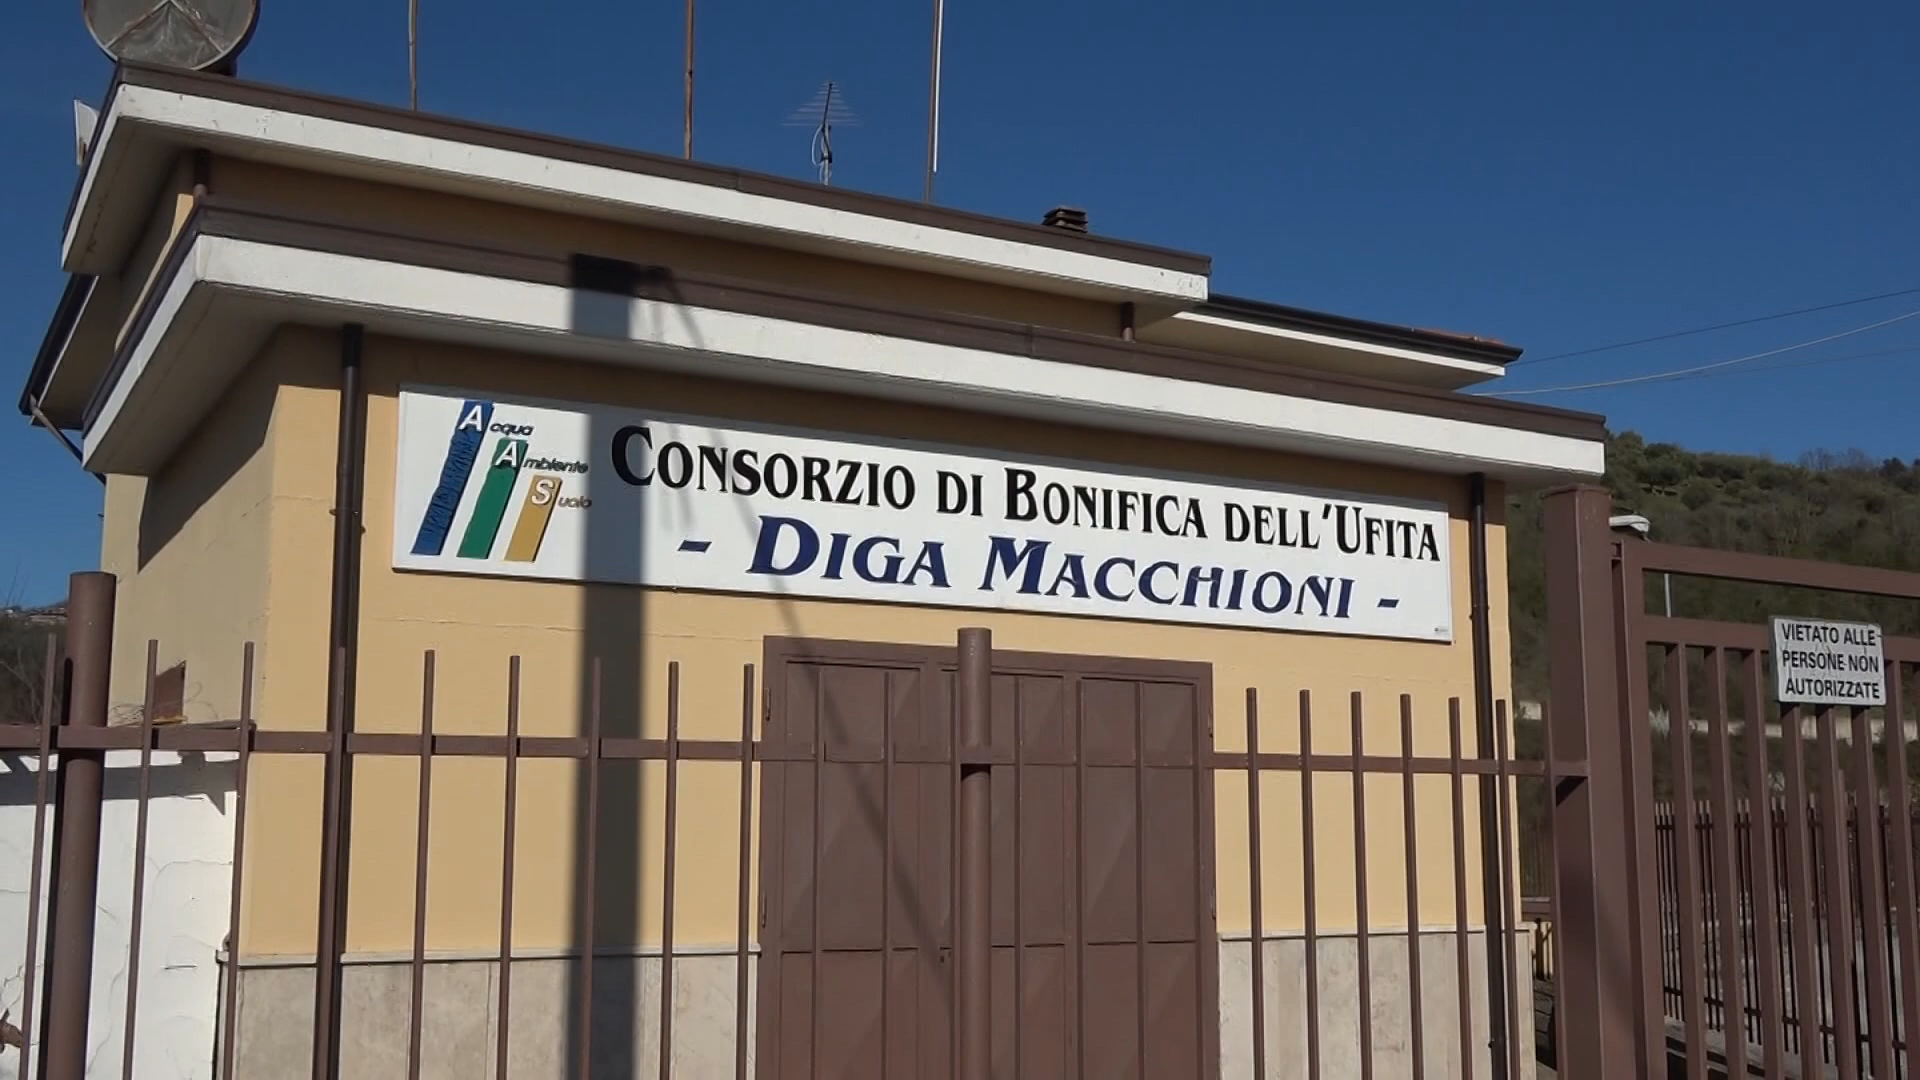 Acqua
Ambiente
Suolo
CONSORZIO DI BONIFICA DELL'UFITA
- DIGA MACCHIONI -
VIETATO ALLE
PERSONE NON
AUTORIZZATE